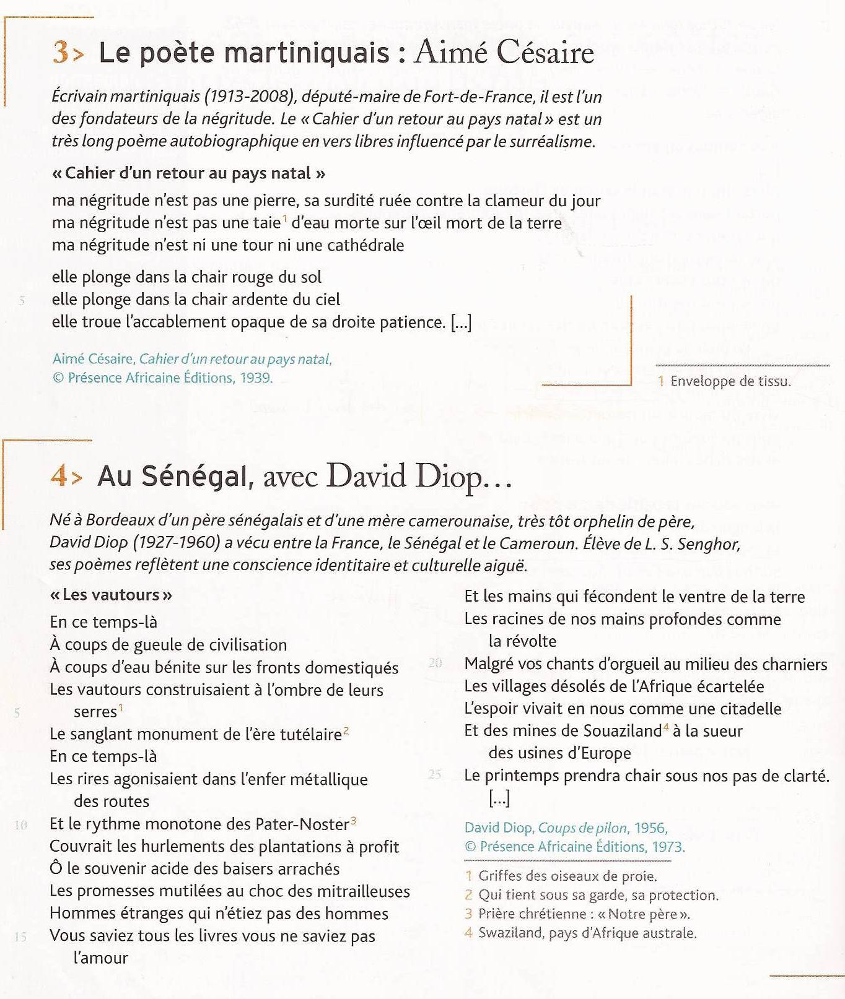 3> Le poète martiniquais : Aimé Césaire
Écrivain martiniquais (1913-2008), député-maire de Fort-de-France, il est l'un
des fondateurs de la négritude. Le « Cahier d'un retour au pays natal » est un
très long poème autobiographique en vers libres influencé par le surréalisme.
« Cahier d'un retour au pays natal »
ma négritude n'est pas une pierre, sa surdité ruée contre la clameur du jour
ma négritude n'est pas une taie1 d'eau morte sur l'œil mort de la terre
ma négritude n'est ni une tour ni une cathédrale
elle plonge dans la chair rouge du sol
5 elle plonge dans la chair ardente du ciel
elle troue l'accablement opaque de sa droite patience. [...]
Aimé Césaire, Cahier d'un retour au pays natal,
© Présence Africaine Éditions, 1939.
1 Enveloppe de tissu.
4> Au Sénégal, avec David Diop...
Né à Bordeaux d'un père sénégalais et d'une mère camerounaise, très tôt orphelin de père,
David Diop (1927-1960) a vécu entre la France, le Sénégal et le Cameroun. Élève de L. S. Senghor,
ses poèmes reflètent une conscience identitaire et culturelle aiguë.
« Les vautours »
En ce temps-là
À coups de gueule de civilisation
À coups d'eau bénite sur les fronts domestiqués
Les vautours construisaient à l'ombre de leurs
5 serres1
Le sanglant monument de l'ère tutélaire2
En ce temps-là
Les rires agonisaient dans l'enfer métallique
des routes
10 Et le rythme monotone des Pater-Noster3
Couvrait les hurlements des plantations à profit
Ô le souvenir acide des baisers arrachés
Les promesses mutilées au choc des mitrailleuses
Hommes étranges qui n'étiez pas des hommes
15 Vous saviez tous les livres vous ne saviez pas
l'amour
Et les mains qui fécondent le ventre de la terre
Les racines de nos mains profondes comme
la révolte
20 Malgré vos chants d'orgueil au milieu des charniers
Les villages désolés de l'Afrique écartelée
L'espoir vivait en nous comme une citadelle
Et des mines de Souaziland4 à la sueur
des usines d'Europe
25 Le printemps prendra chair sous nos pas de clarté.
[...]
David Diop, Coups de pilon, 1956,
© Présence Africaine Éditions, 1973.
1 Griffes des oiseaux de proie.
2 Qui tient sous sa garde, sa protection.
3 Prière chrétienne : « Notre père ».
4 Swaziland, pays d'Afrique australe.